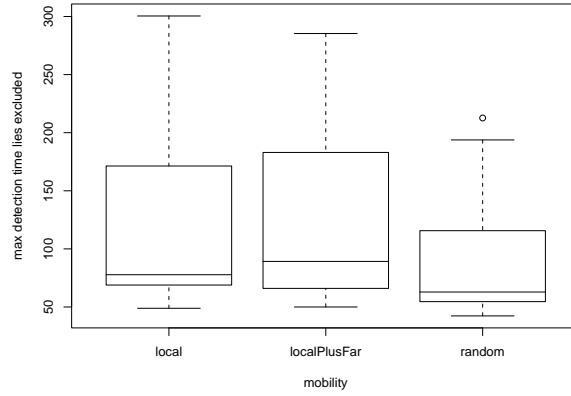 max detection time lies excluded
300
250
200
150
100
50
local
localPlusFar
random
mobility